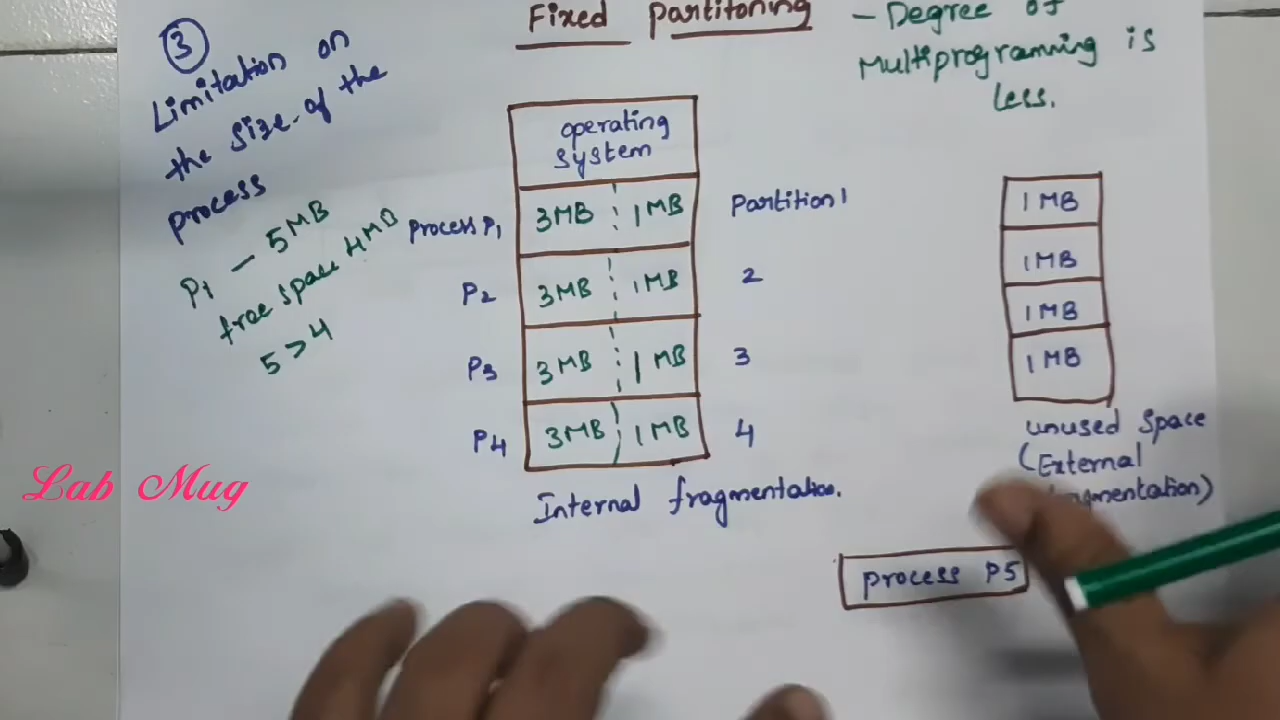 Fixed Partitoning
- Degree of
Multiprogramming is
less.
3
Limitation on
the size of the
process
P1 - 5MB
free space 4MB
5 > 4
operating
system
process P1 3MB 1MB Partition 1
P2 3MB 1MB 2
P3 3MB 1MB 3
P4 3MB 1MB 4
Internal fragmentation.
1MB
1MB
1MB
1MB
unused space
(External
process P5
Lab Mug